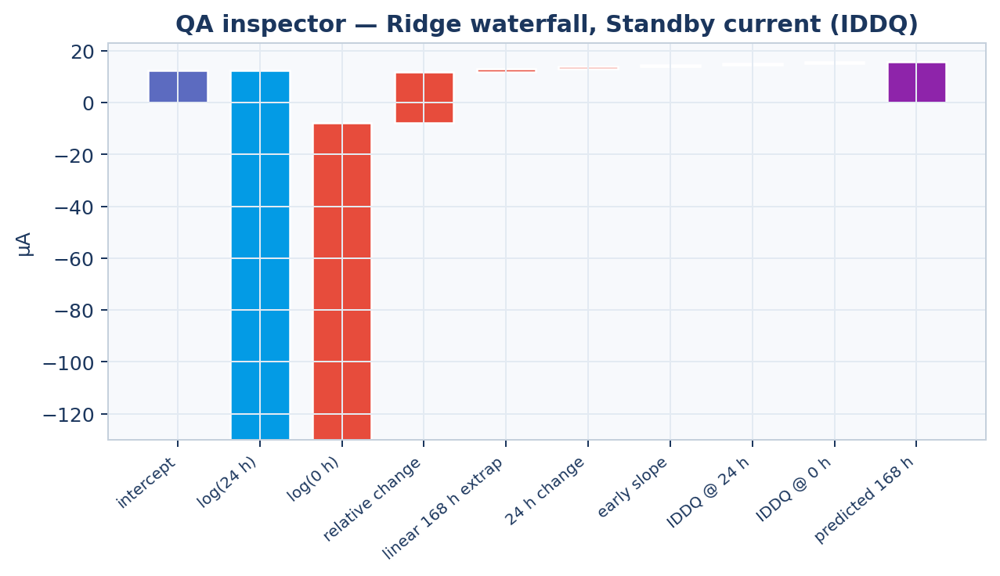 QA inspector — Ridge waterfall, Standby current (IDDQ)
20
0
−20
−40
−60
−80
−100
−120
µA
intercept
log(24 h)
log(0 h)
relative change
linear 168 h extrap
24 h change
early slope
IDDQ @ 24 h
IDDQ @ 0 h
predicted 168 h